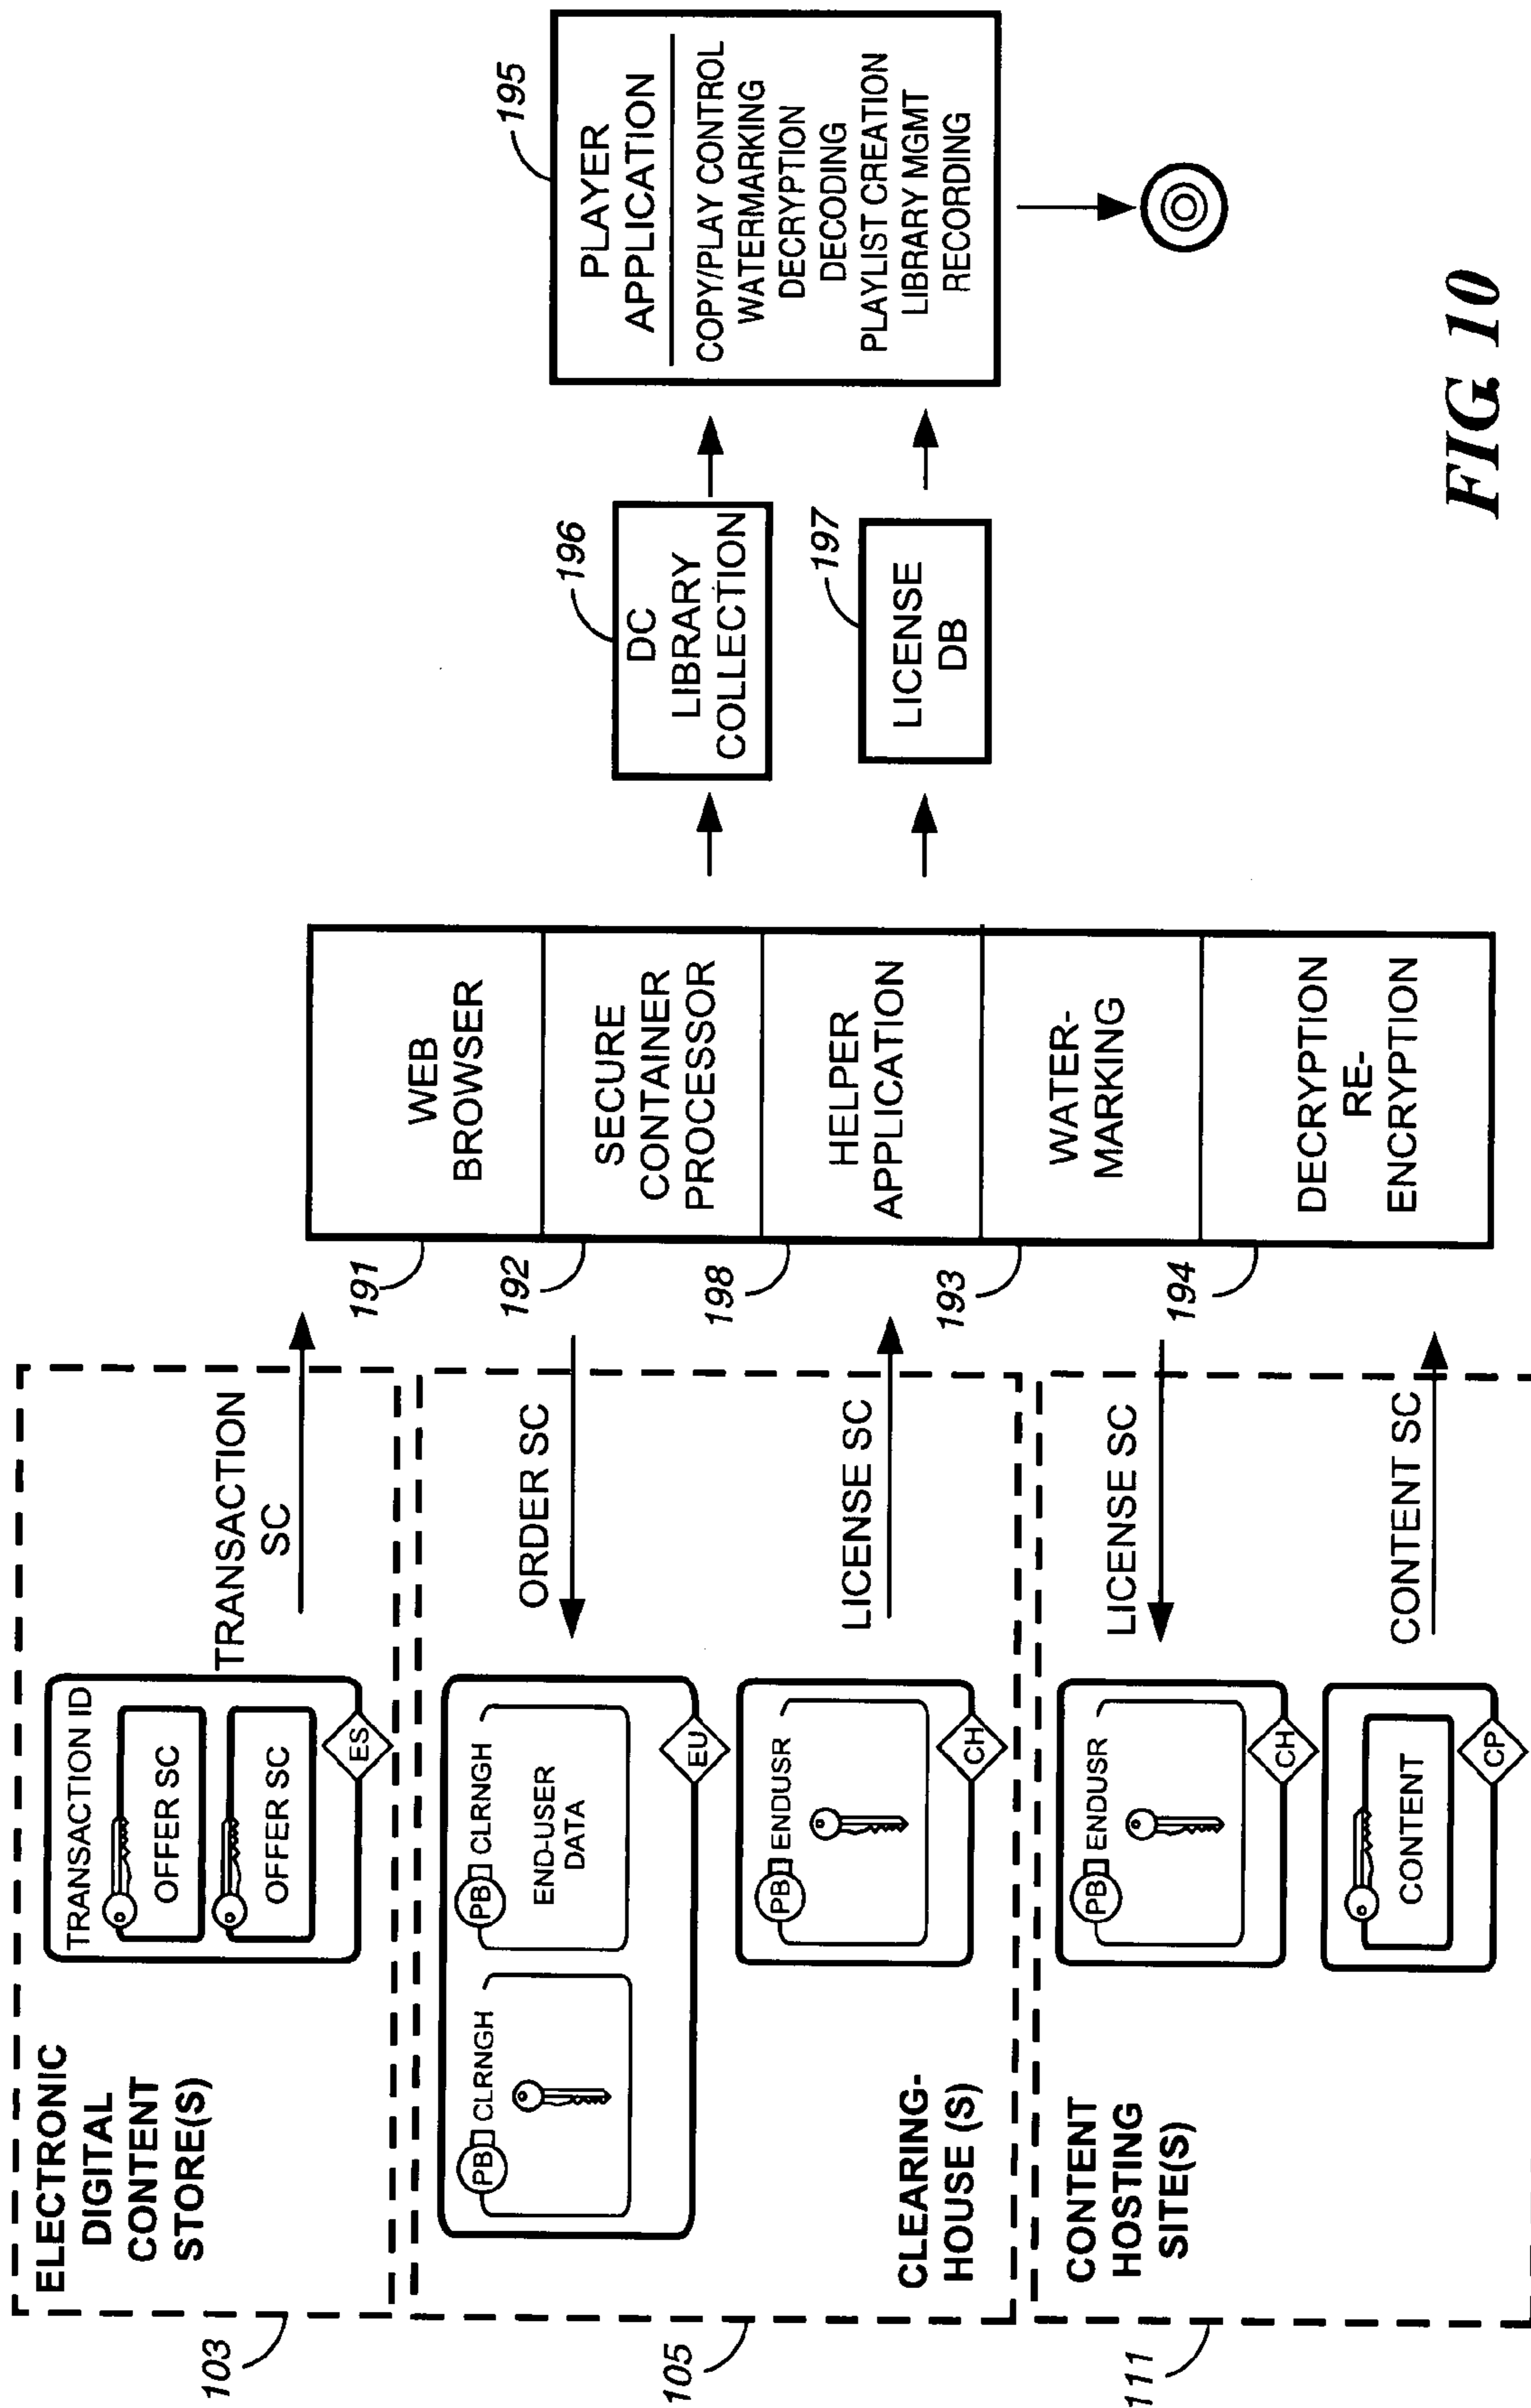 ELECTRONIC
DIGITAL
CONTENT
STORE(S)
103
TRANSACTION ID
OFFER SC
OFFER SC
ES
TRANSACTION
SC
PB CLRNGH
PB CLRNGH
END-USER
DATA
EU
ORDER SC
PB ENDUSR
CH
LICENSE SC
CLEARING-
HOUSE (S)
105
CONTENT
HOSTING
SITE(S)
111
PB ENDUSR
CH
LICENSE SC
CONTENT
CP
CONTENT SC
191
WEB
BROWSER
192
SECURE
CONTAINER
PROCESSOR
198
HELPER
APPLICATION
193
WATER-
MARKING
194
DECRYPTION
RE-
ENCRYPTION
196
DC
LIBRARY
COLLECTION
197
LICENSE
DB
195
PLAYER
APPLICATION
COPY/PLAY CONTROL
WATERMARKING
DECRYPTION
DECODING
PLAYLIST CREATION
LIBRARY MGMT
RECORDING
FIG. 10